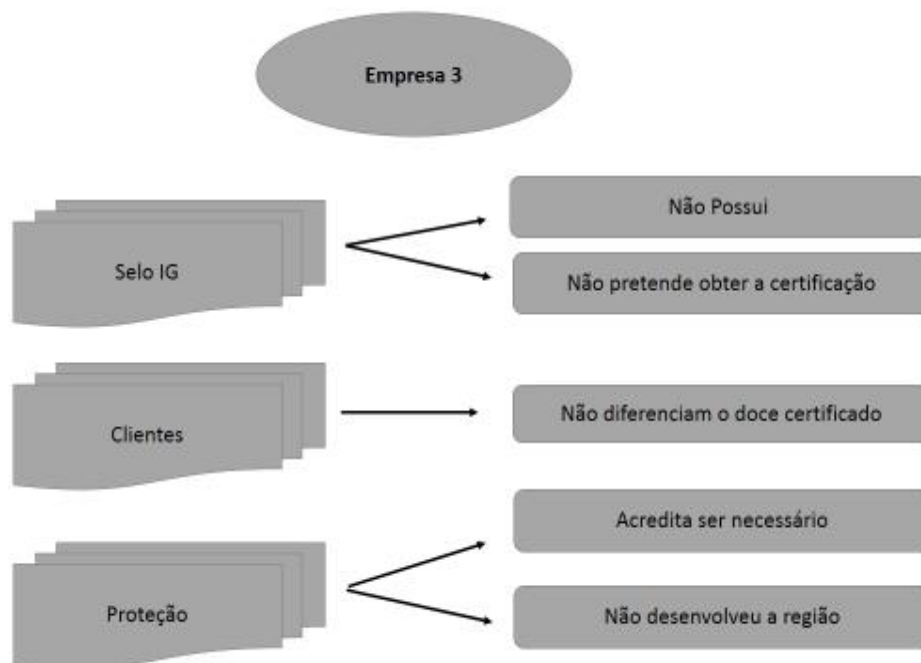 Empresa 3
Selo IG
Não Possui
Não pretende obter a certificação
Clientes
Não diferenciam o doce certificado
Proteção
Acredita ser necessário
Não desenvolveu a região